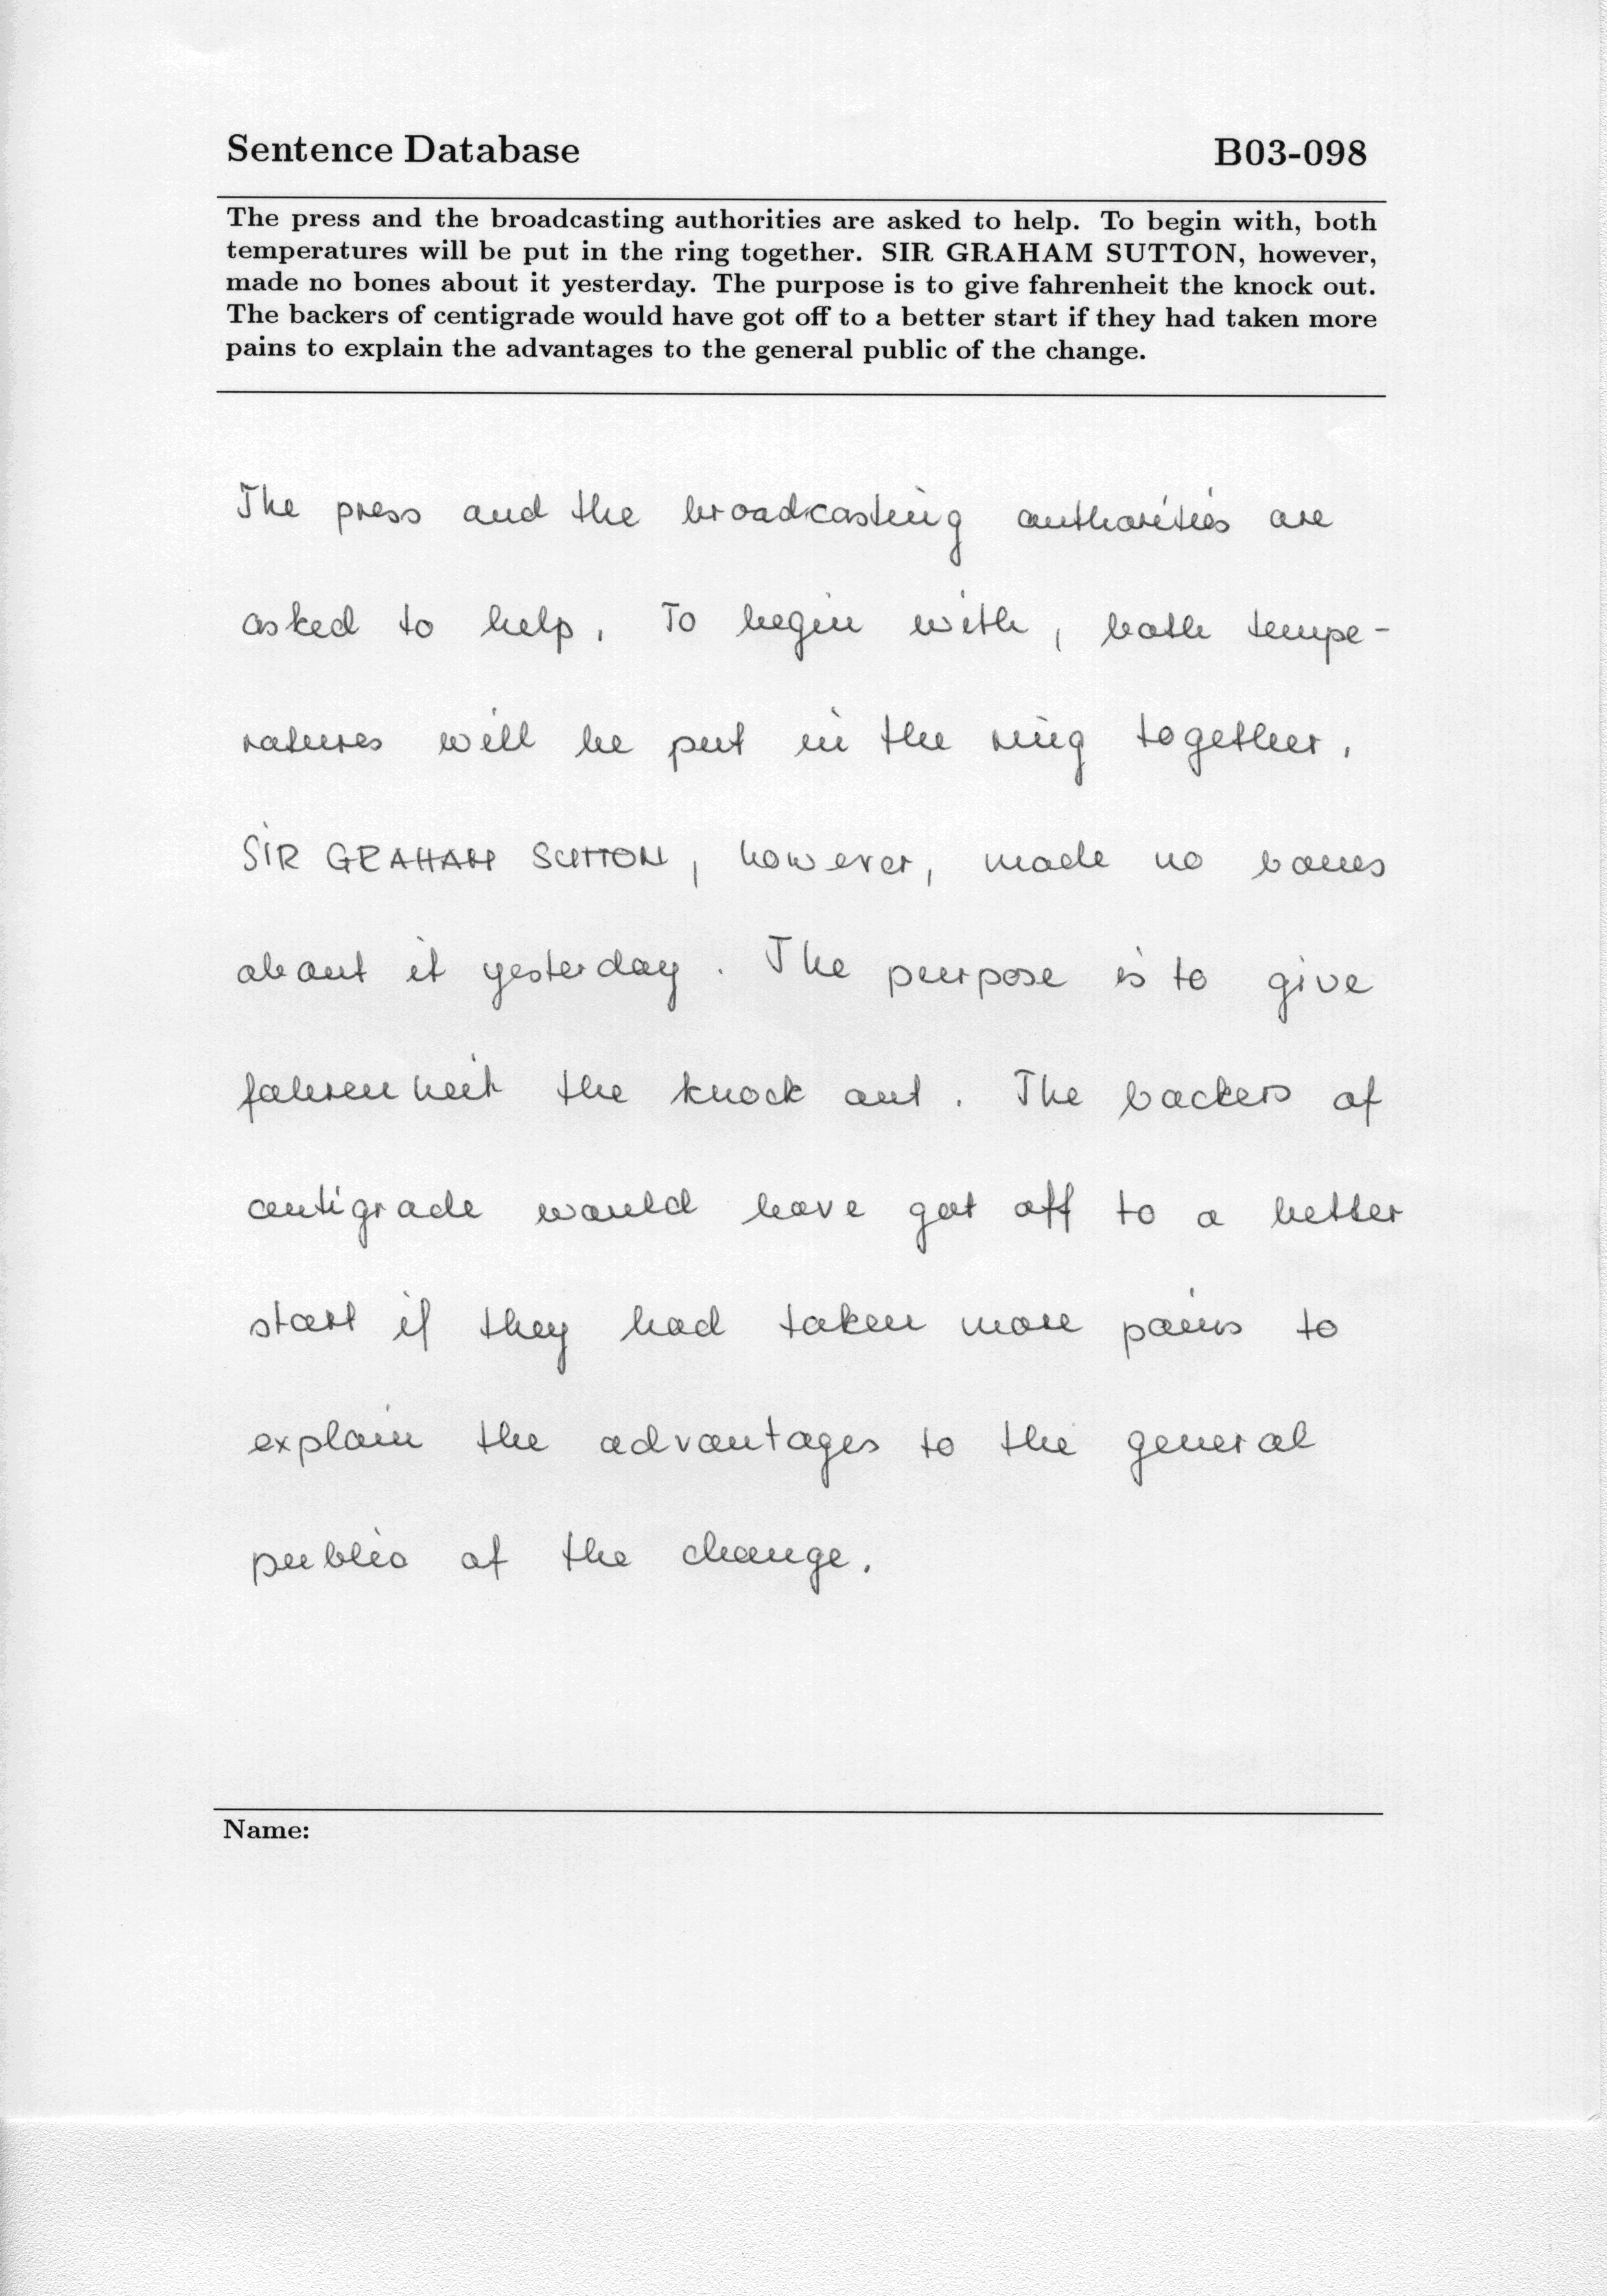 Sentence Database B03-098
The press and the broadcasting authorities are asked to help. To begin with, both
temperatures will be put in the ring together. SIR GRAHAM SUTTON, however,
made no bones about it yesterday. The purpose is to give fahrenheit the knock out.
The backers of centigrade would have got off to a better start if they had taken more
pains to explain the advantages to the general public of the change.
The press and the broadcasting authorities are
asked to help. To begin with, both tempe-
ratures will be put in the ring together.
SIR GRAHAM SUTTON, however, made no bones
about it yesterday. The purpose is to give
fahrenheit the knock out. The backers of
centigrade would have got off to a better
start if they had taken more pains to
explain the advantages to the general
public of the change.
Name: